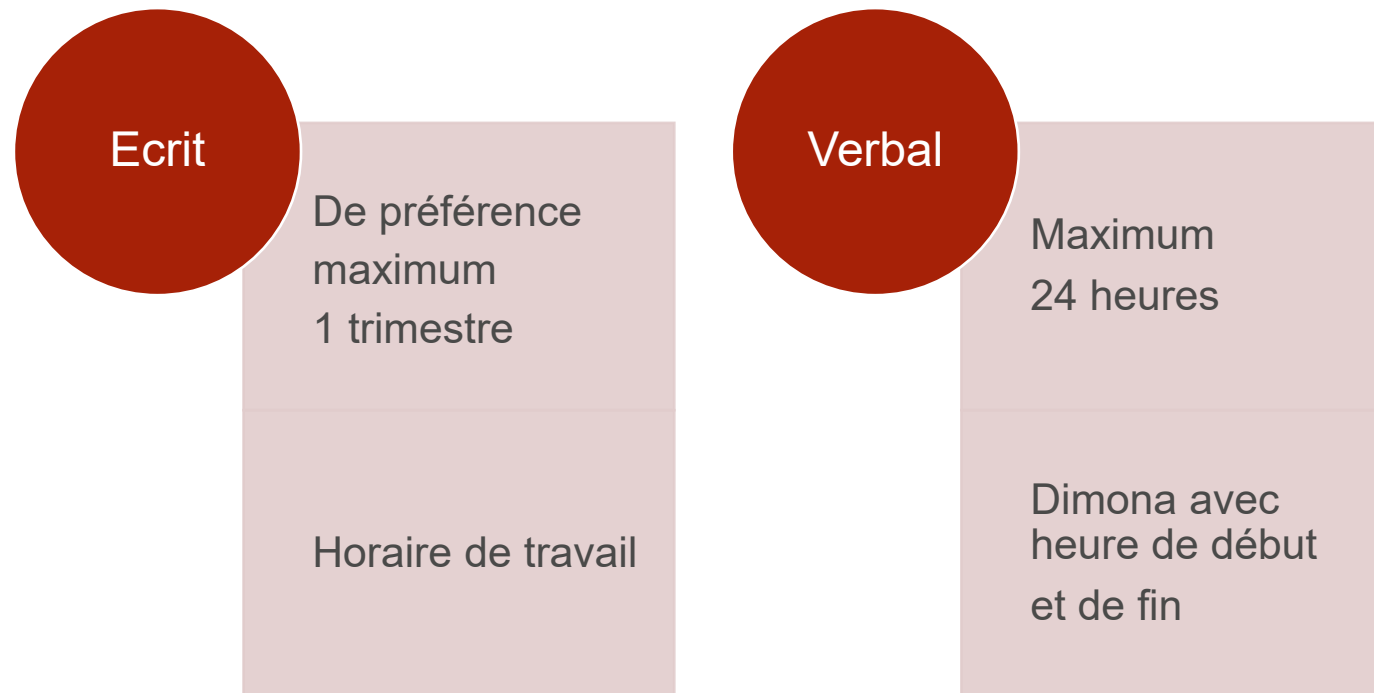 Ecrit
De préférence
maximum
1 trimestre
Horaire de travail
Verbal
Maximum
24 heures
Dimona avec
heure de début
et de fin